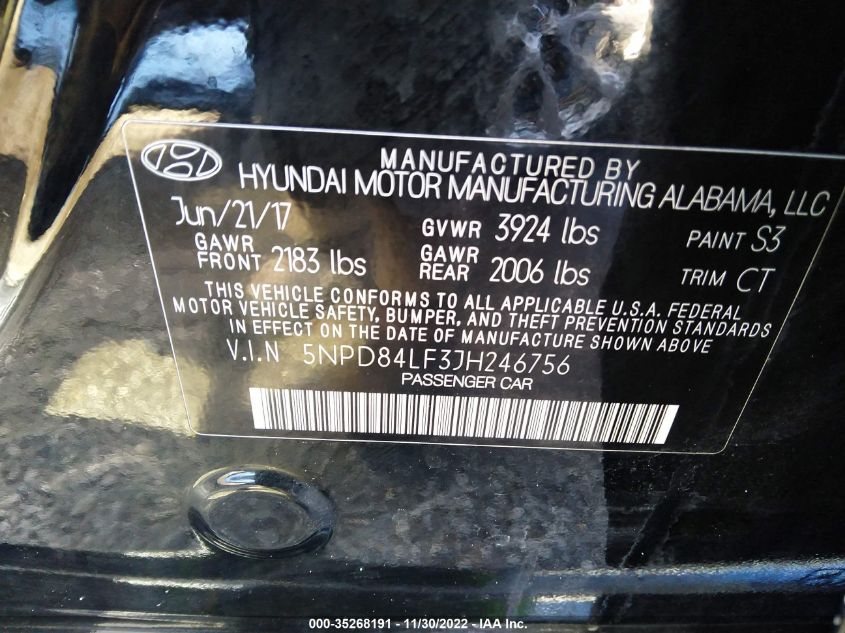 MANUFACTURED BY
HYUNDAI MOTOR MANUFACTURING ALABAMA, LLC
Jun/21/17 GVWR 3924 lbs PAINT S3
GAWR FRONT 2183 lbs GAWR REAR 2006 lbs TRIM CT
THIS VEHICLE CONFORMS TO ALL APPLICABLE U.S.A. FEDERAL
MOTOR VEHICLE SAFETY, BUMPER, AND THEFT PREVENTION STANDARDS
IN EFFECT ON THE DATE OF MANUFACTURE SHOWN ABOVE
V.I.N 5NPD84LF3JH246756
PASSENGER CAR
000-35268191 - 11/30/2022 - IAA Inc.